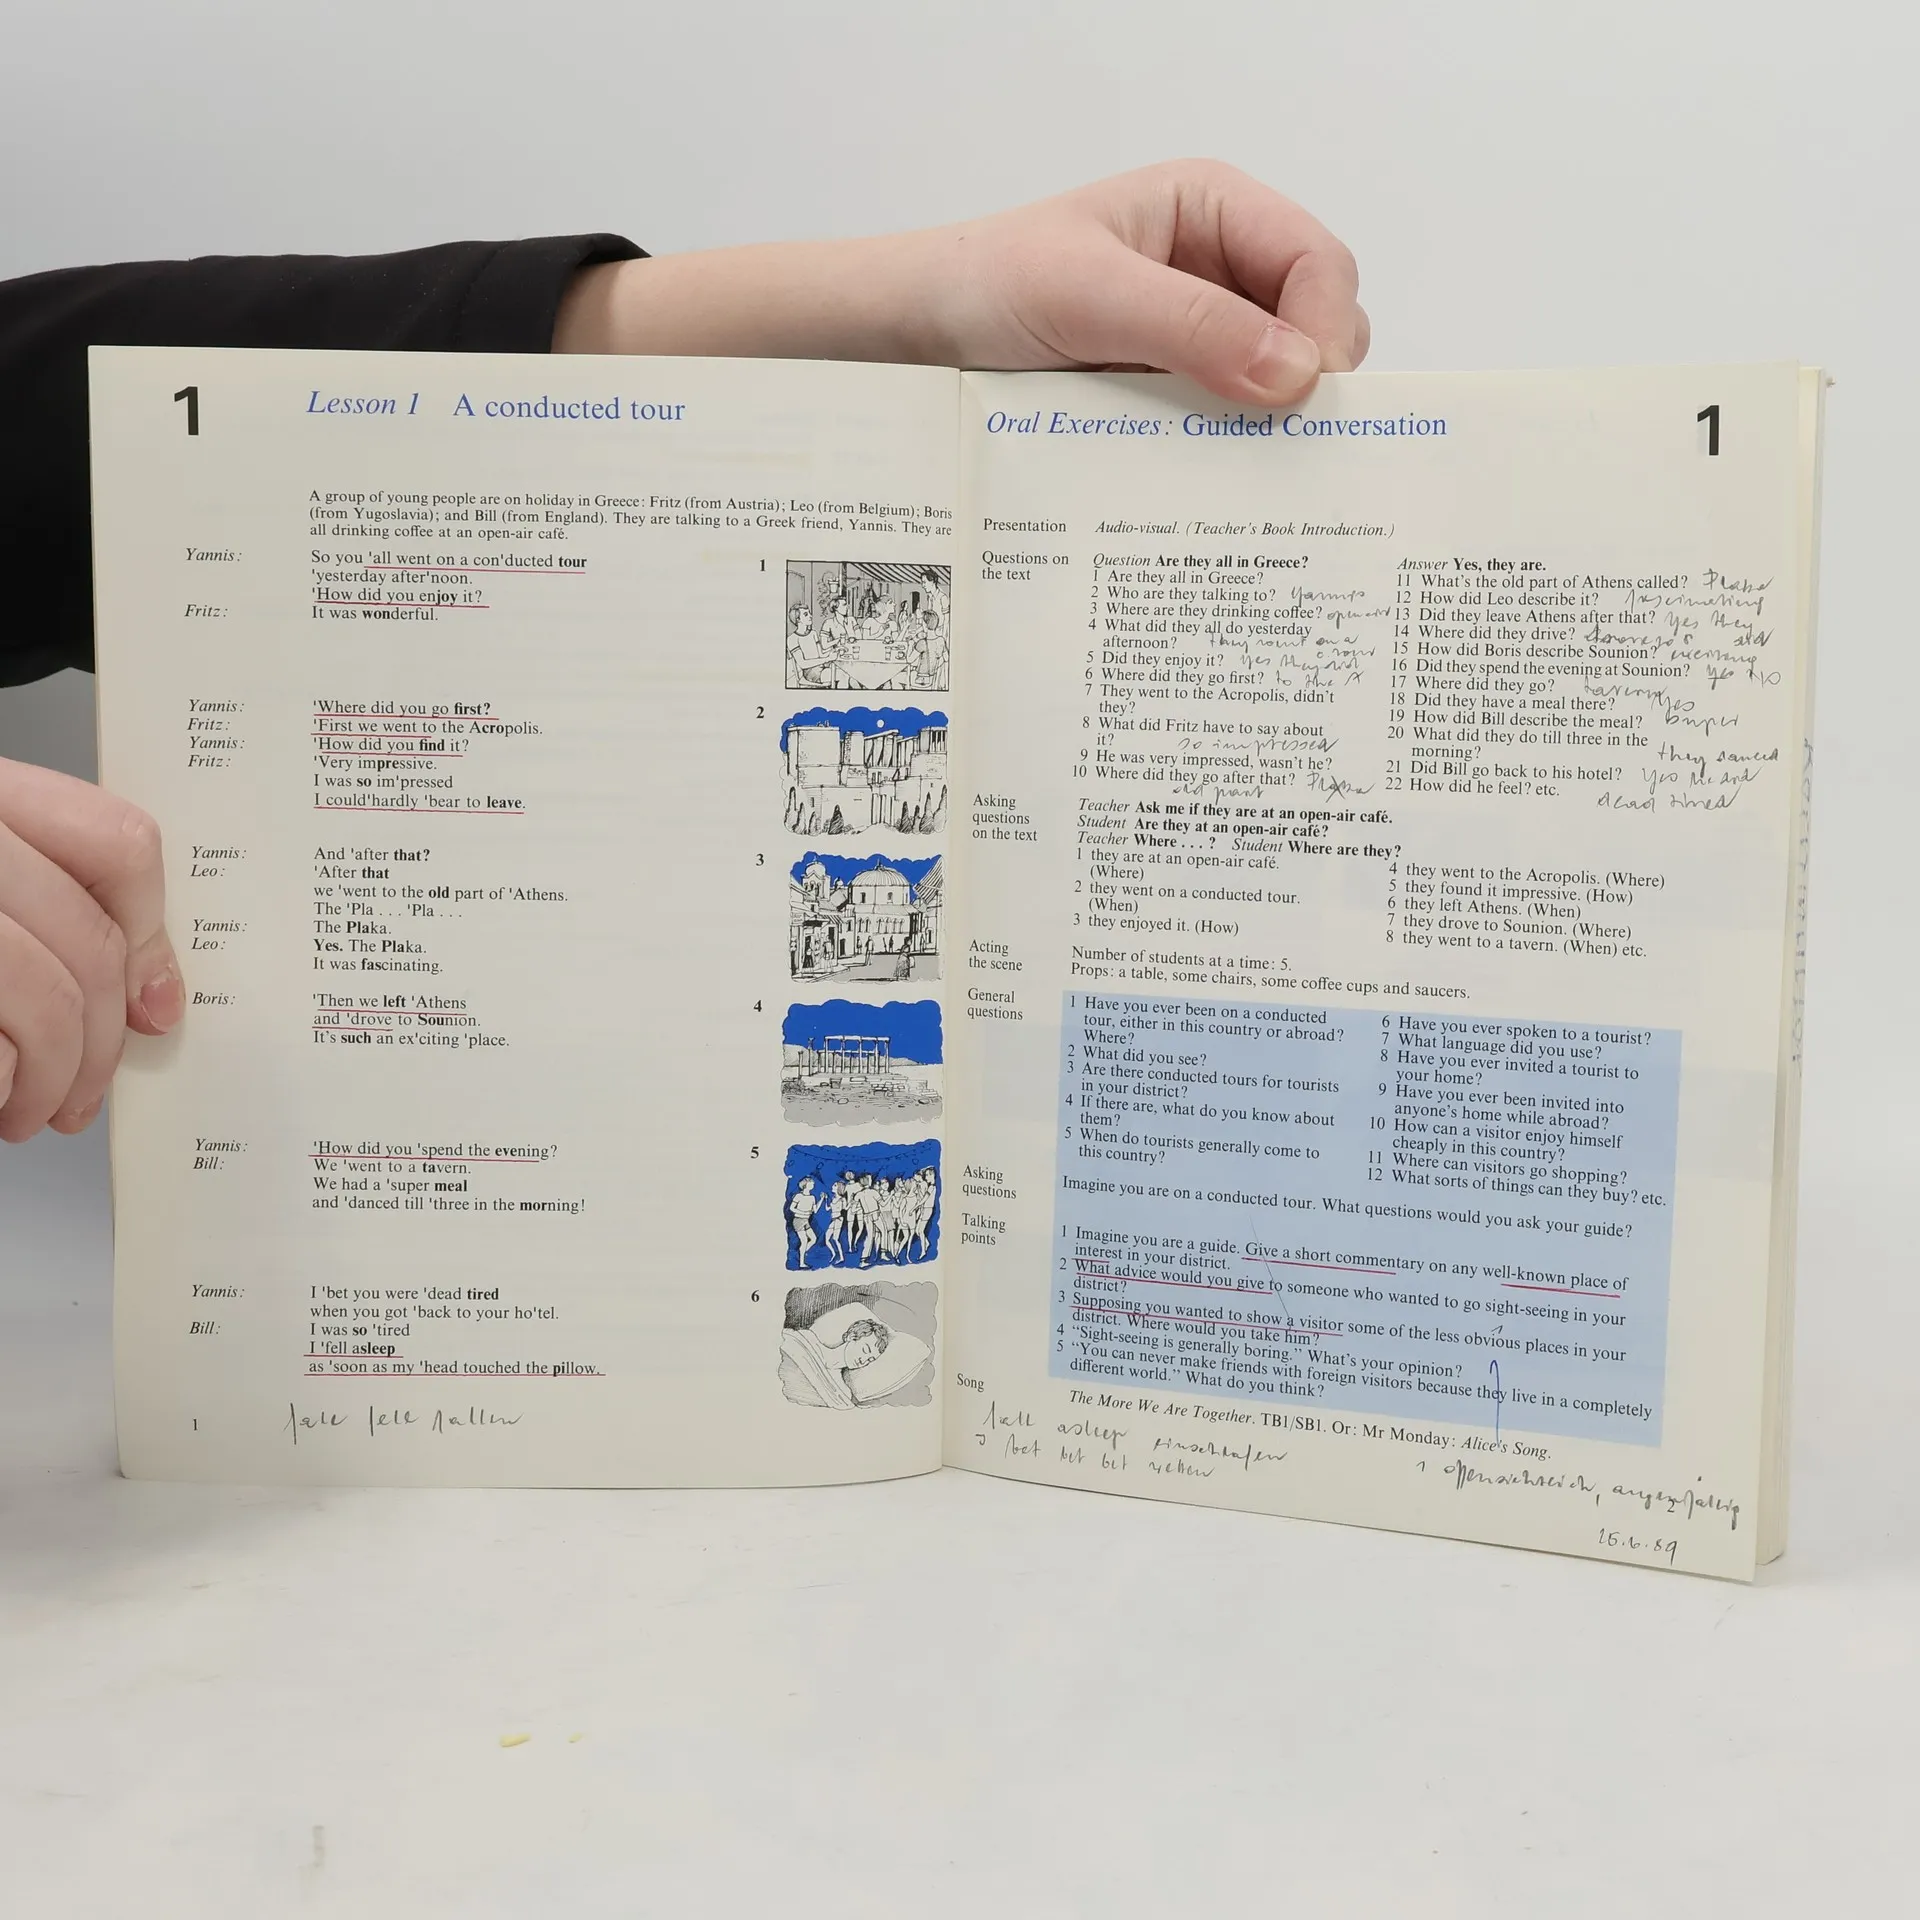 1
Lesson 1 A conducted tour
A group of young people are on holiday in Greece: Fritz (from Austria); Leo (from Belgium); Boris
(from Yugoslavia); and Bill (from England). They are talking to a Greek friend, Yannis. They are
all drinking coffee at an open-air café.
Yannis: So you 'all went on a con'ducted tour
'yesterday after'noon.
'How did you enjoy it?
Fritz: It was wonderful.
1
Yannis: 'Where did you go first?
Fritz: 'First we went to the Acropolis.
Yannis: 'How did you find it?
Fritz: 'Very impressive.
I was so im'pressed
I could'hardly 'bear to leave.
2
Yannis: And 'after that?
Leo: 'After that
we 'went to the old part of 'Athens.
The 'Pla . . . 'Pla . . .
Yannis: The Plaka.
Leo: Yes. The Plaka.
It was fascinating.
3
Boris: 'Then we left 'Athens
and 'drove to Sounion.
It's such an ex'citing 'place.
4
Yannis: 'How did you 'spend the evening?
Bill: We 'went to a tavern.
We had a 'super meal
and 'danced till 'three in the morning!
5
Yannis: I 'bet you were 'dead tired
when you got 'back to your ho'tel.
Bill: I was so 'tired
I 'fell asleep
as 'soon as my 'head touched the pillow.
6
1
fell fallen
Oral Exercises: Guided Conversation
1
Presentation Audio-visual. (Teacher's Book Introduction.)
Questions on
the text
Question Are they all in Greece?
1 Are they all in Greece?
2 Who are they talking to? Yannis
3 Where are they drinking coffee?
4 What did they all do yesterday
afternoon? they went on a
5 Did they enjoy it? yes they did
6 Where did they go first? to the A
7 They went to the Acropolis, didn't
they?
8 What did Fritz have to say about
it? so impressed
9 He was very impressed, wasn't he?
10 Where did they go after that? Plaka
old part
Answer Yes, they are.
11 What's the old part of Athens called? Plaka
12 How did Leo describe it? fascinating
13 Did they leave Athens after that? yes they
did
14 Where did they drive?
15 How did Boris describe Sounion?
16 Did they spend the evening at Sounion?
17 Where did they go?
18 Did they have a meal there? yes
19 How did Bill describe the meal? super
20 What did they do till three in the
morning? they danced
21 Did Bill go back to his hotel? yes he did
22 How did he feel? etc. dead tired
Asking
questions
on the text
Teacher Ask me if they are at an open-air café.
Student Are they at an open-air café?
Teacher Where . . . ? Student Where are they?
1 they are at an open-air café.
(Where)
2 they went on a conducted tour.
(When)
3 they enjoyed it. (How)
4 they went to the Acropolis. (Where)
5 they found it impressive. (How)
6 they left Athens. (When)
7 they drove to Sounion. (Where)
8 they went to a tavern. (When) etc.
Acting
the scene
Number of students at a time: 5.
Props: a table, some chairs, some coffee cups and saucers.
General
questions
1 Have you ever been on a conducted
tour, either in this country or abroad?
Where?
2 What did you see?
3 Are there conducted tours for tourists
in your district?
4 If there are, what do you know about
them?
5 When do tourists generally come to
this country?
6 Have you ever spoken to a tourist?
7 What language did you use?
8 Have you ever invited a tourist to
your home?
9 Have you ever been invited into
anyone's home while abroad?
10 How can a visitor enjoy himself
cheaply in this country?
11 Where can visitors go shopping?
12 What sorts of things can they buy? etc.
Asking
questions
Imagine you are on a conducted tour. What questions would you ask your guide?
Talking
points
1 Imagine you are a guide. Give a short commentary on any well-known place of
interest in your district.
2 What advice would you give to someone who wanted to go sight-seeing in your
district?
3 Supposing you wanted to show a visitor some of the less obvious places in your
district. Where would you take him?
4 "Sight-seeing is generally boring." What's your opinion?
5 "You can never make friends with foreign visitors because they live in a completely
different world." What do you think?
Song
The More We Are Together. TB1/SB1. Or: Mr Monday: Alice's Song.
fall asleep einschlafen
bet bet bet wetten
1 offensichtlich, augenfällig
2